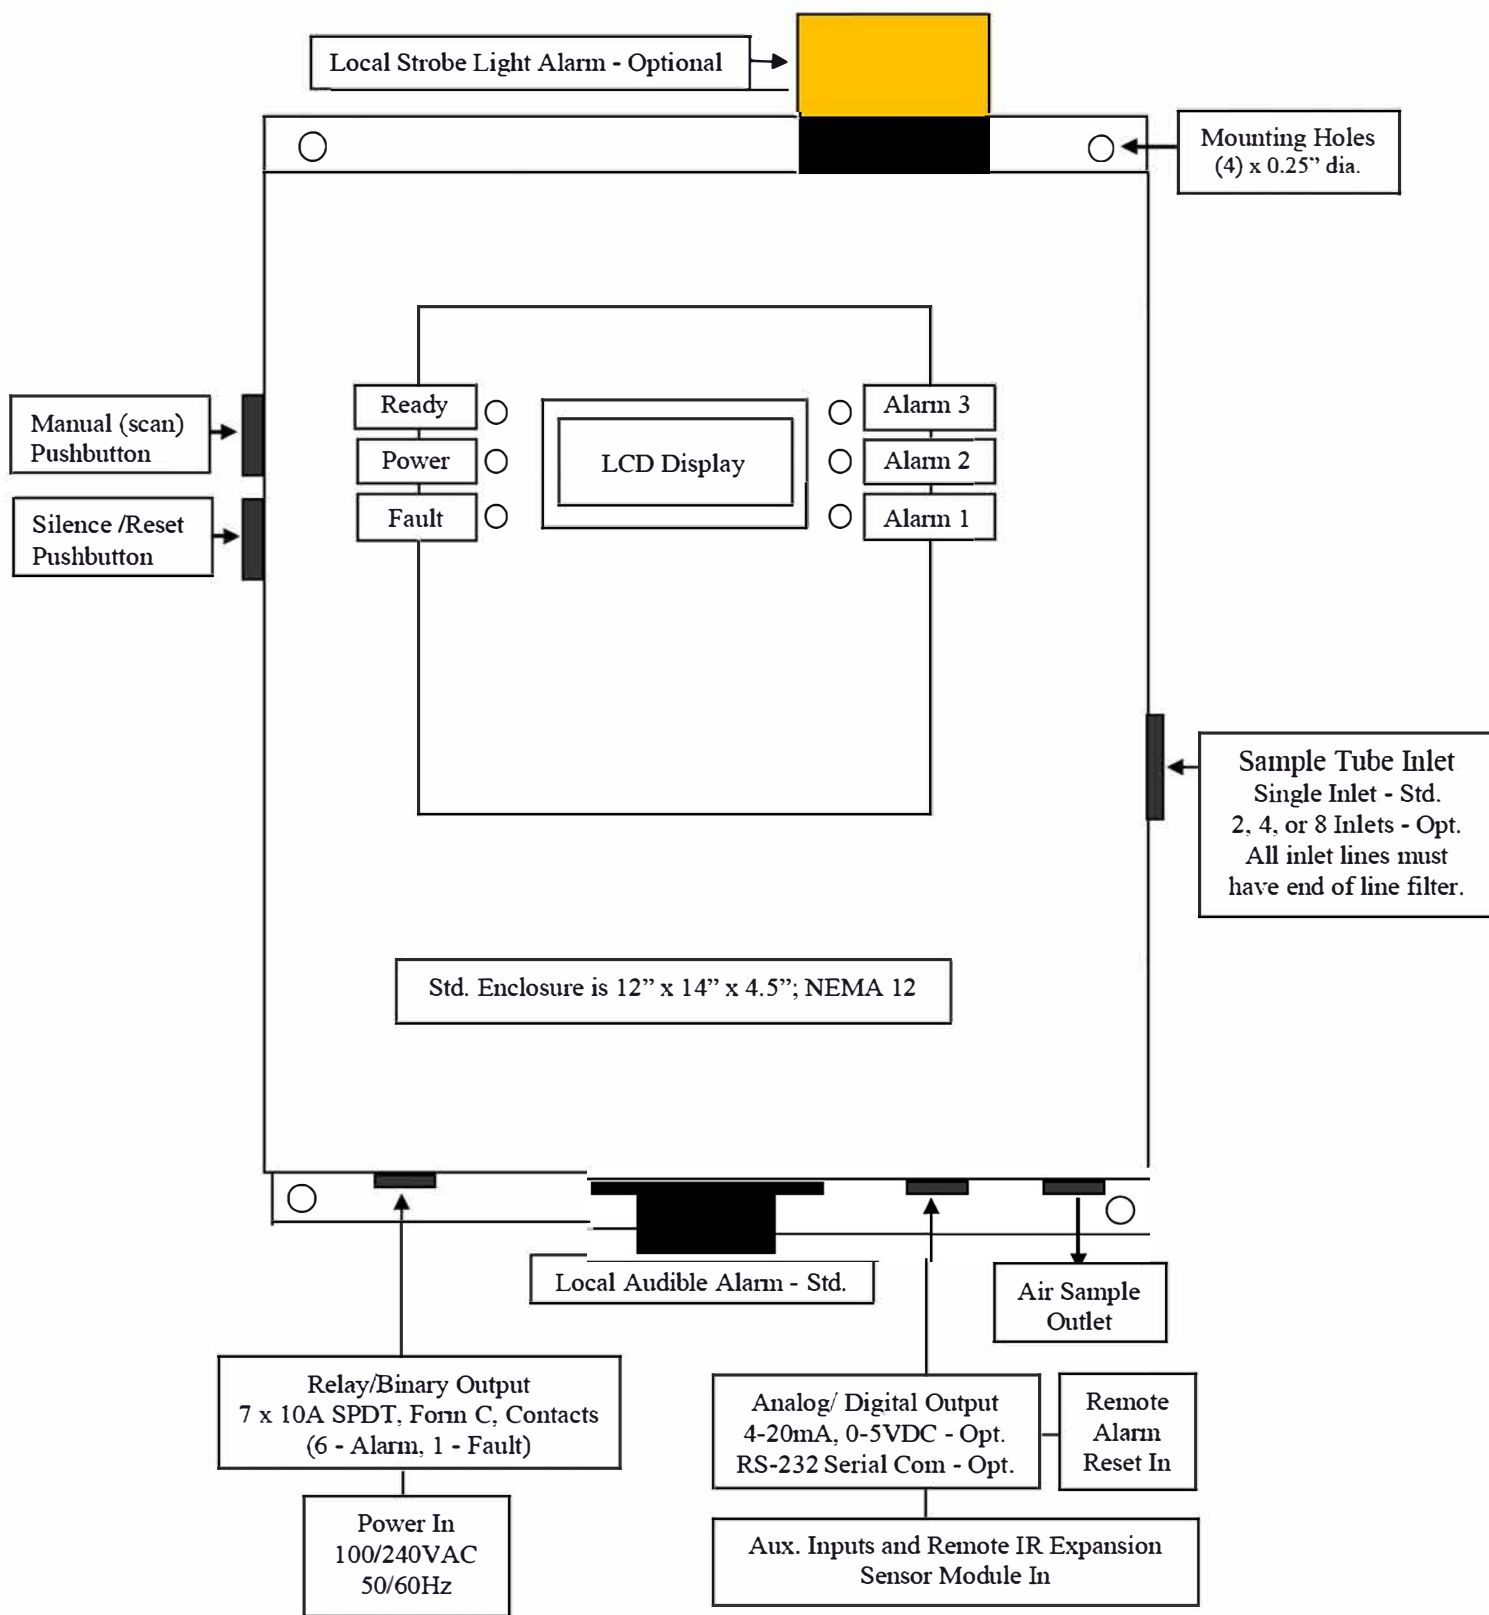 Local Strobe Light Alarm - Optional
Mounting Holes
(4) x 0.25” dia.
Ready
Power
Fault
LCD Display
Alarm 3
Alarm 2
Alarm 1
Manual (scan)
Pushbutton
Silence /Reset
Pushbutton
Sample Tube Inlet
Single Inlet - Std.
2, 4, or 8 Inlets - Opt.
All inlet lines must
have end of line filter.
Std. Enclosure is 12” x 14” x 4.5”; NEMA 12
Local Audible Alarm - Std.
Air Sample
Outlet
Relay/Binary Output
7 x 10A SPDT, Form C, Contacts
(6 - Alarm, 1 - Fault)
Power In
100/240VAC
50/60Hz
Analog/ Digital Output
4-20mA, 0-5VDC - Opt.
RS-232 Serial Com - Opt.
Remote
Alarm
Reset In
Aux. Inputs and Remote IR Expansion
Sensor Module In